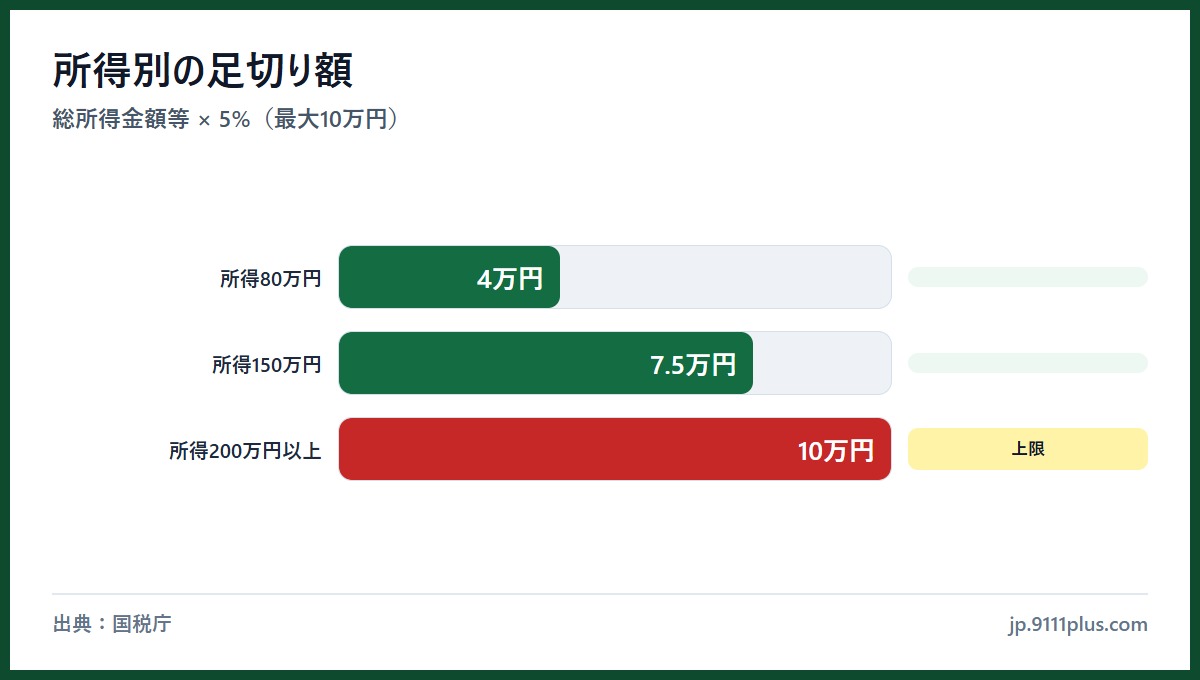 所得別の足切り額
総所得金額等 × 5%（最大10万円）
所得80万円
4万円
所得150万円
7.5万円
所得200万円以上
10万円
上限
出典：国税庁
jp.9111plus.com